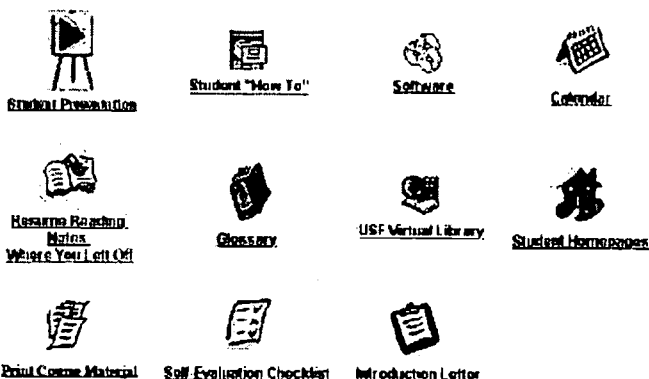 Student Presentation
Student "How To"
Software
Calendar
Resume Reading
Notes
Where You Left Off
Glossary
USF Virtual Library
Student Homepages
Print Course Material
Self-Evaluation Checklist
Introduction Letter